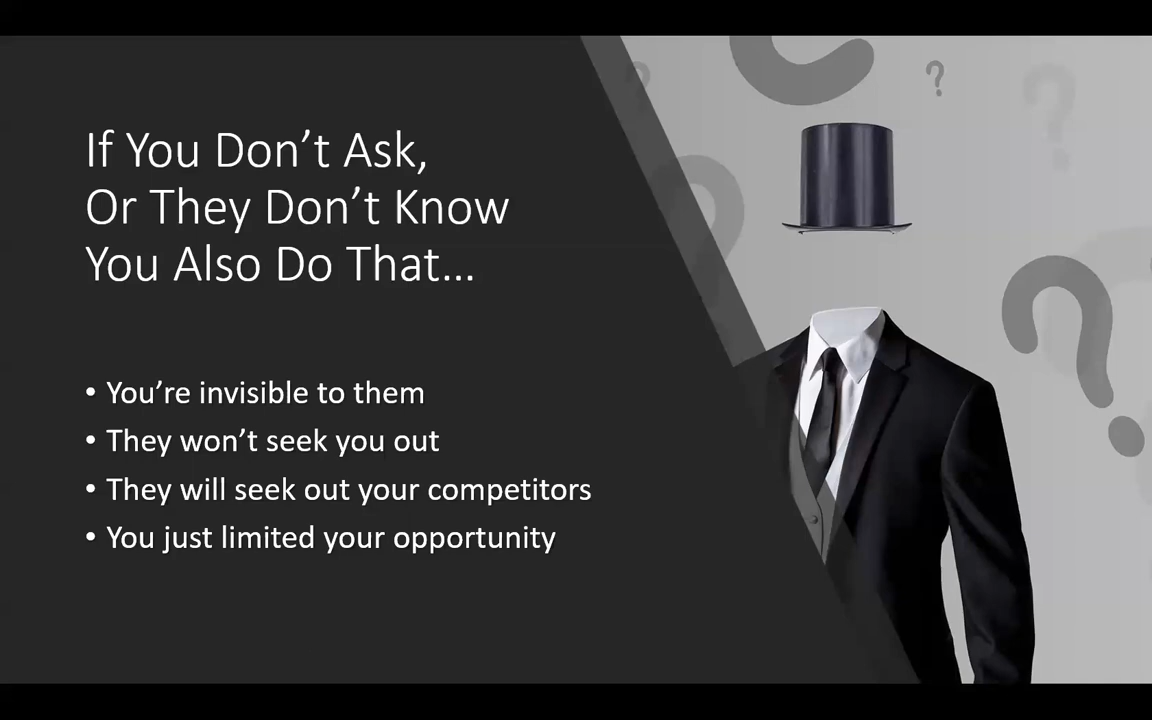 If You Don’t Ask,
Or They Don’t Know
You Also Do That…
• You’re invisible to them
• They won’t seek you out
• They will seek out your competitors
• You just limited your opportunity